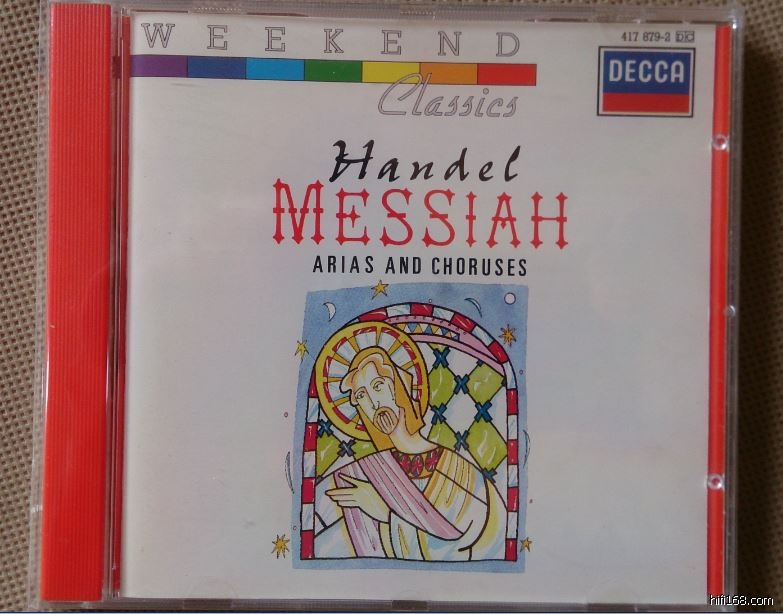 WEEKEND
Classics
417 879-2
DECCA
Handel
MESSIAH
ARIAS AND CHORUSES
hifi168.com